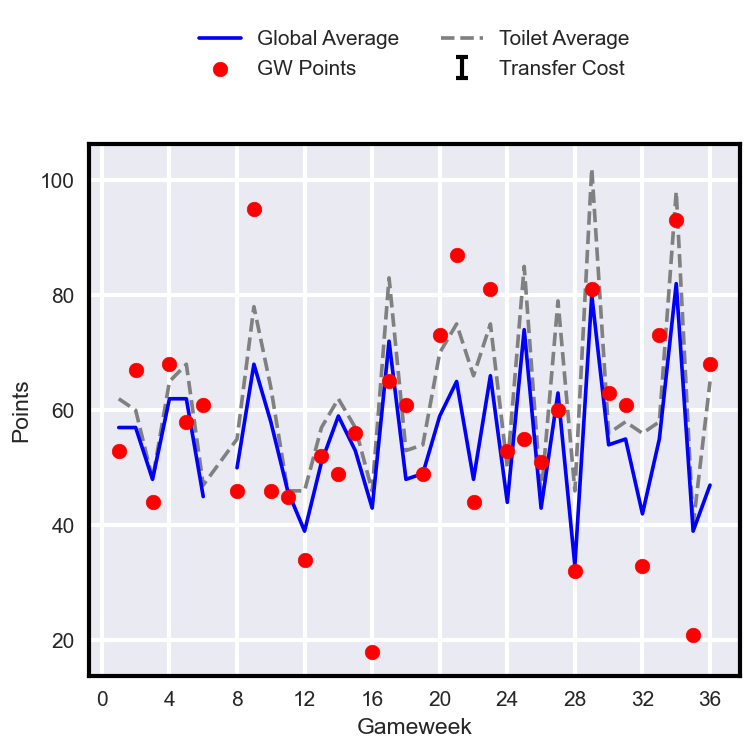 Global Average
GW Points
Toilet Average
Transfer Cost
100
80
60
40
20
Points
0 4 8 12 16 20 24 28 32 36
Gameweek